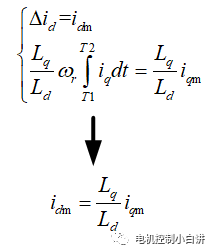 Δi_d=i_dm
L_q/L_d ω_r ∫_{T1}^{T2} i_q dt = L_q/L_d i_qm
i_dm = L_q/L_d i_qm
电机控制小白讲